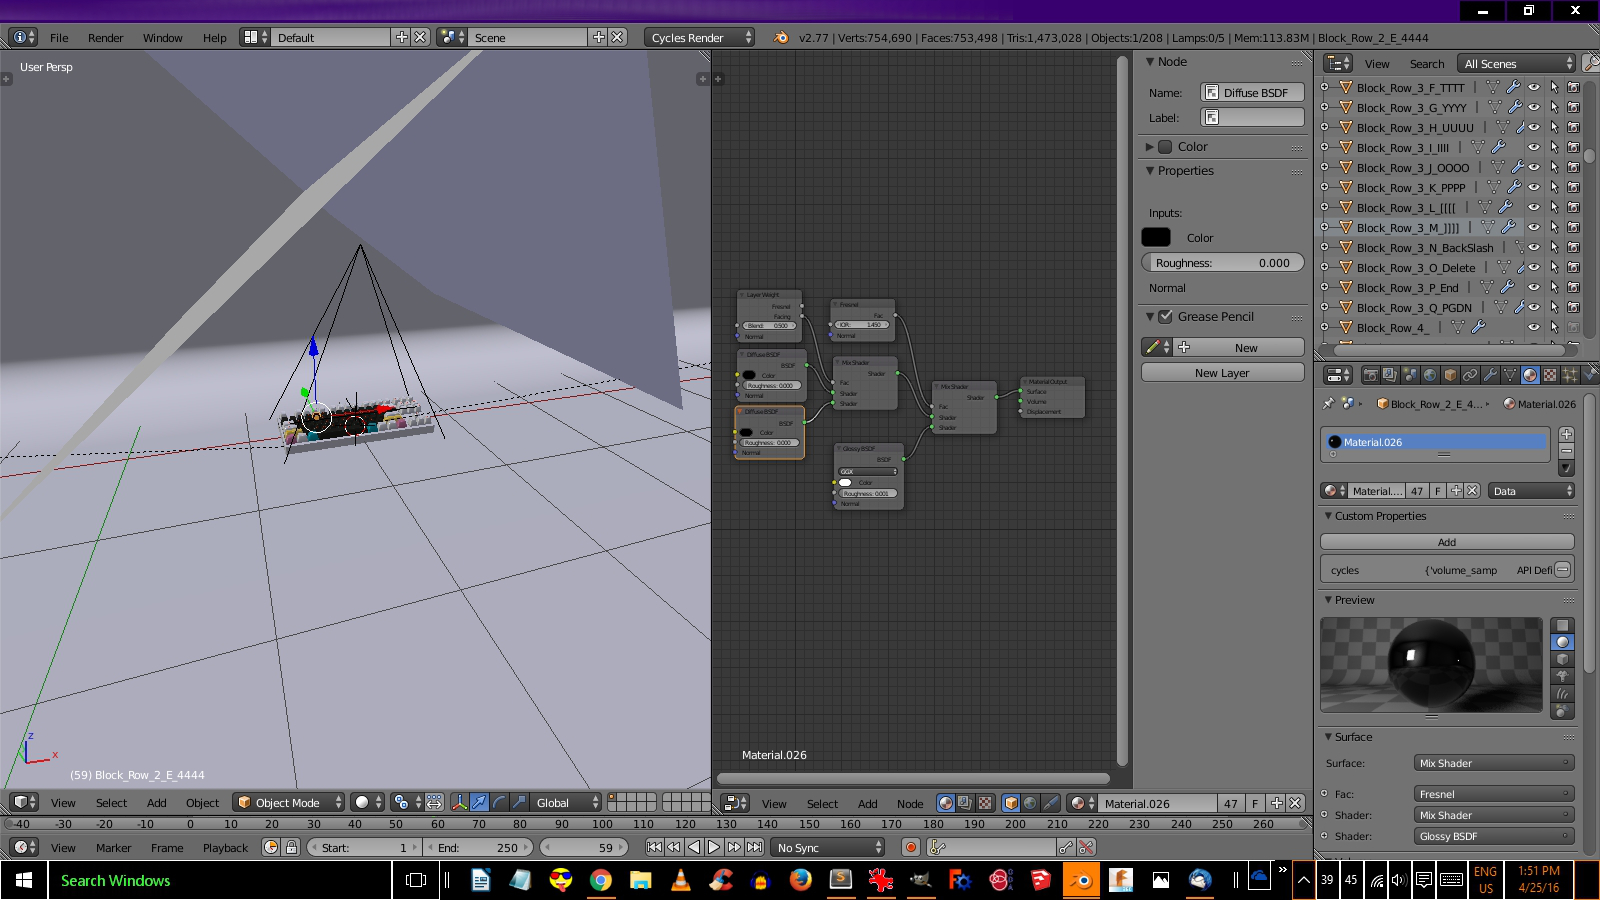 File Render Window Help Default Scene Cycles Render v2.77 | Verts:754,690 | Faces:753,498 | Tris:1,473,028 | Objects:1/208 | Lamps:0/5 | Mem:113.83M | Block_Row_2_E_4444
User Persp
(59) Block_Row_2_E_4444
z
x
Layer Weight
Fresnel
Facing
Blend: 0.500
Normal
Fresnel
Fac
IOR: 1.450
Normal
Diffuse BSDF
BSDF
Color
Roughness: 0.000
Normal
Mix Shader
Shader
Fac
Shader
Shader
Diffuse BSDF
BSDF
Color
Roughness: 0.000
Normal
Mix Shader
Shader
Fac
Shader
Shader
Material Output
Surface
Volume
Displacement
Glossy BSDF
BSDF
GGX
Color
Roughness: 0.001
Normal
Material.026
Node
Name: Diffuse BSDF
Label:
Color
Properties
Inputs:
Color
Roughness: 0.000
Normal
Grease Pencil
New
New Layer
View Search All Scenes
Block_Row_3_F_TTTT
Block_Row_3_G_YYYY
Block_Row_3_H_UUUU
Block_Row_3_I_IIII
Block_Row_3_J_OOOO
Block_Row_3_K_PPPP
Block_Row_3_L_[[[[
Block_Row_3_M_]]]]
Block_Row_3_N_BackSlash
Block_Row_3_O_Delete
Block_Row_3_P_End
Block_Row_3_Q_PGDN
Block_Row_4_
Block_Row_2_E_4... Material.026
Material.026
Material.... 47 F Data
Custom Properties
Add
cycles {'volume_samp API Defi
Preview
Surface
Surface: Mix Shader
Fac: Fresnel
Shader: Mix Shader
Shader: Glossy BSDF
View Select Add Object Object Mode Global
View Select Add Node Material.026 47 F
-40 -30 -20 -10 0 10 20 30 40 50 60 70 80 90 100 110 120 130 140 150 160 170 180 190 200 210 220 230 240 250 260
View Marker Frame Playback Start: 1 End: 250 59 No Sync
Search Windows
39 45 ENG US 1:51 PM 4/25/16